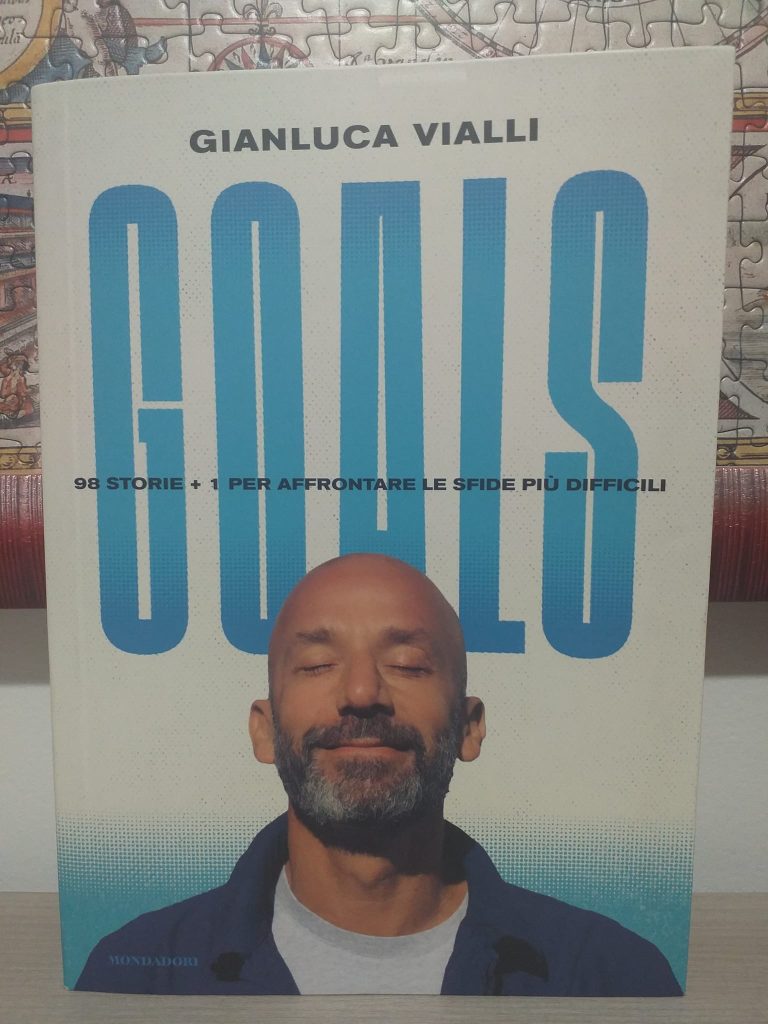 GIANLUCA VIALLI
GOALS
98 STORIE + 1 PER AFFRONTARE LE SFIDE PIÙ DIFFICILI
MONDADORI